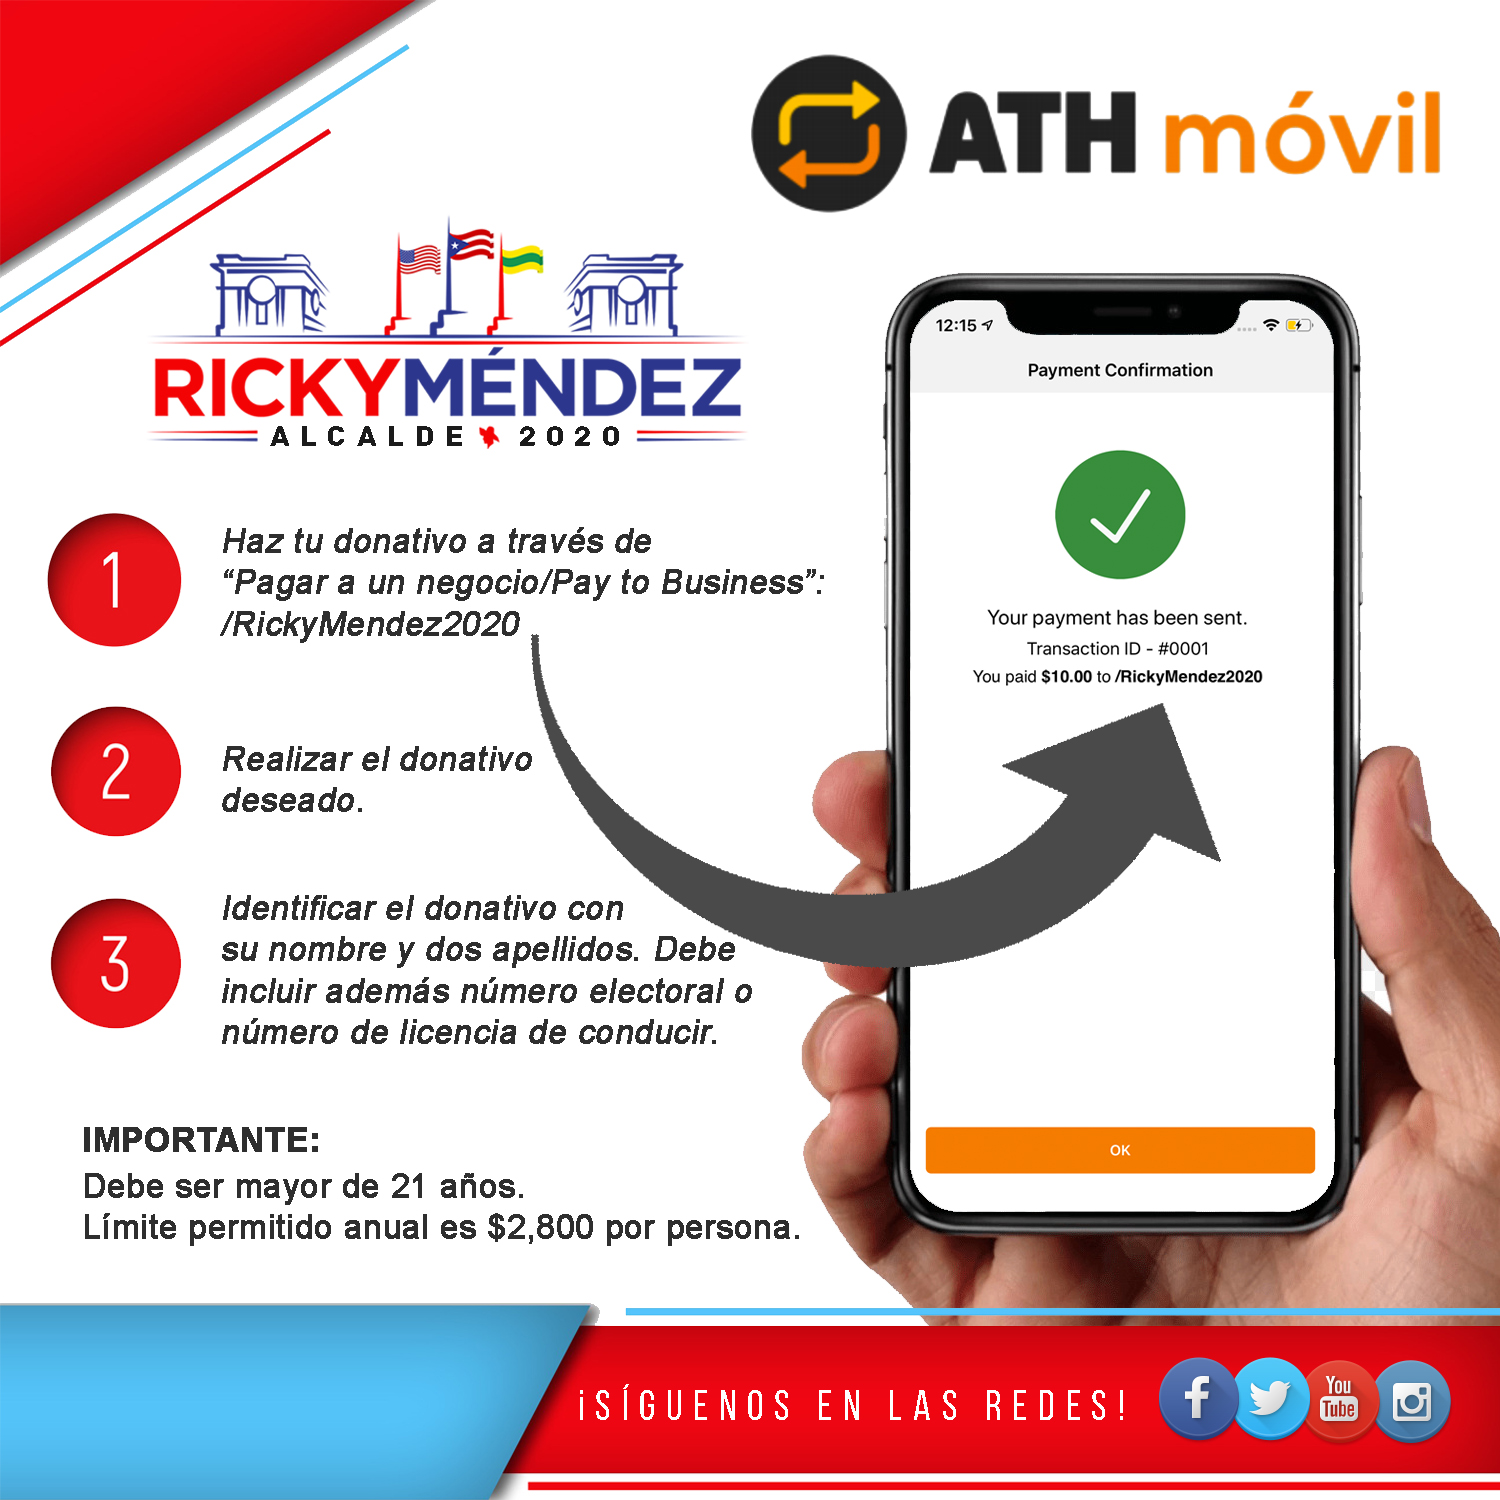 ATH móvil
RICKYMÉNDEZ
ALCALDE 2020
1
Haz tu donativo a través de
“Pagar a un negocio/Pay to Business”:
/RickyMendez2020
2
Realizar el donativo
deseado.
3
Identificar el donativo con
su nombre y dos apellidos. Debe
incluir además número electoral o
número de licencia de conducir.
IMPORTANTE:
Debe ser mayor de 21 años.
Límite permitido anual es $2,800 por persona.
12:15
Payment Confirmation
Your payment has been sent.
Transaction ID - #0001
You paid $10.00 to /RickyMendez2020
OK
¡SÍGUENOS EN LAS REDES!
You
Tube